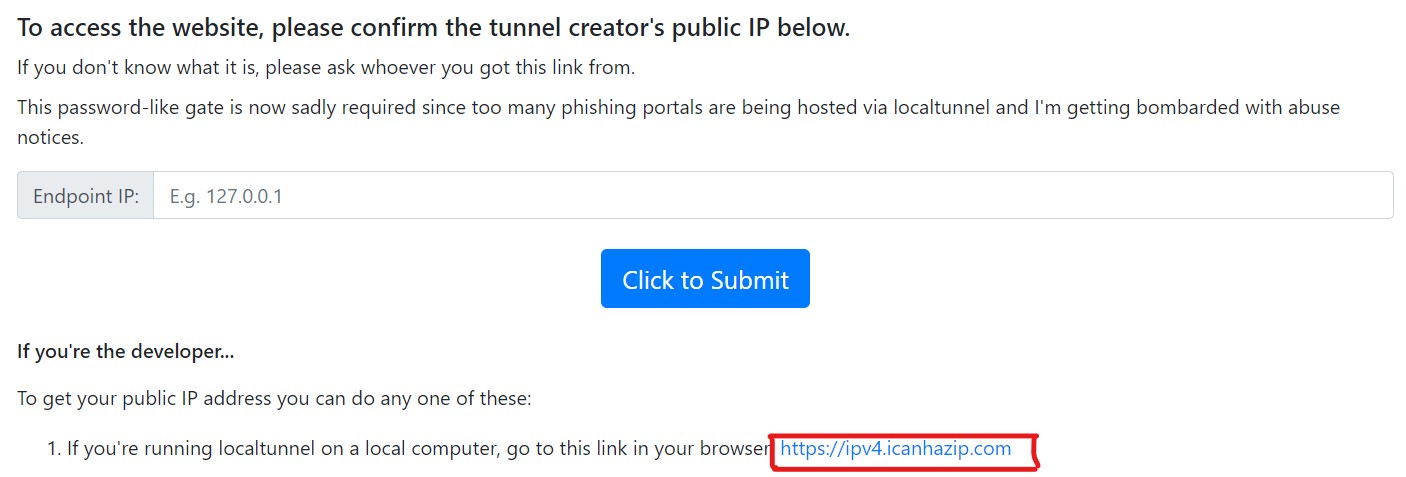 To access the website, please confirm the tunnel creator's public IP below.
If you don't know what it is, please ask whoever you got this link from.
This password-like gate is now sadly required since too many phishing portals are being hosted via localtunnel and I'm getting bombarded with abuse
notices.
Endpoint IP: E.g. 127.0.0.1
Click to Submit
If you're the developer...
To get your public IP address you can do any one of these:
1. If you're running localtunnel on a local computer, go to this link in your browser https://ipv4.icanhazip.com